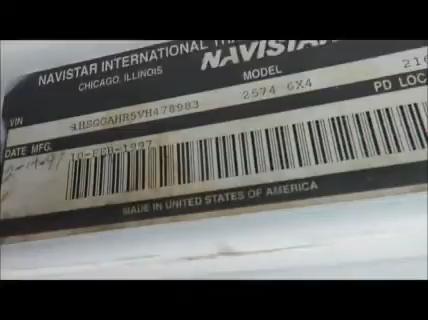 NAVISTAR INTERNATIONAL
CHICAGO, ILLINOIS
NAVISTAR
VIN
MODEL
1HSGGAHR5VH478983
2574 6X4
PD LOC
DATE MFG.
10-FEB-1997
MADE IN UNITED STATES OF AMERICA